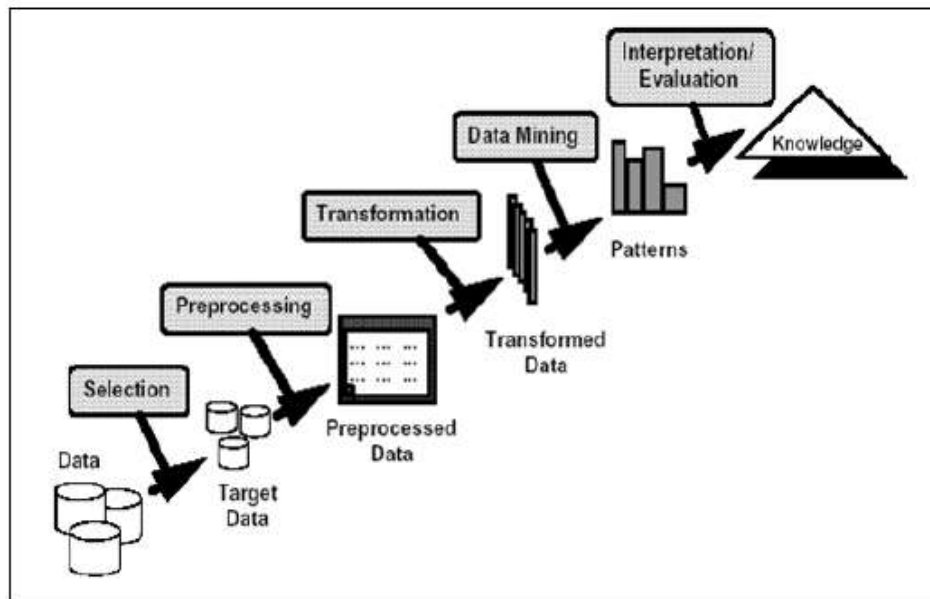 Interpretation/
Evaluation
Data Mining
Knowledge
Transformation
Patterns
Preprocessing
Transformed
Data
Selection
Preprocessed
Data
Data
Target
Data